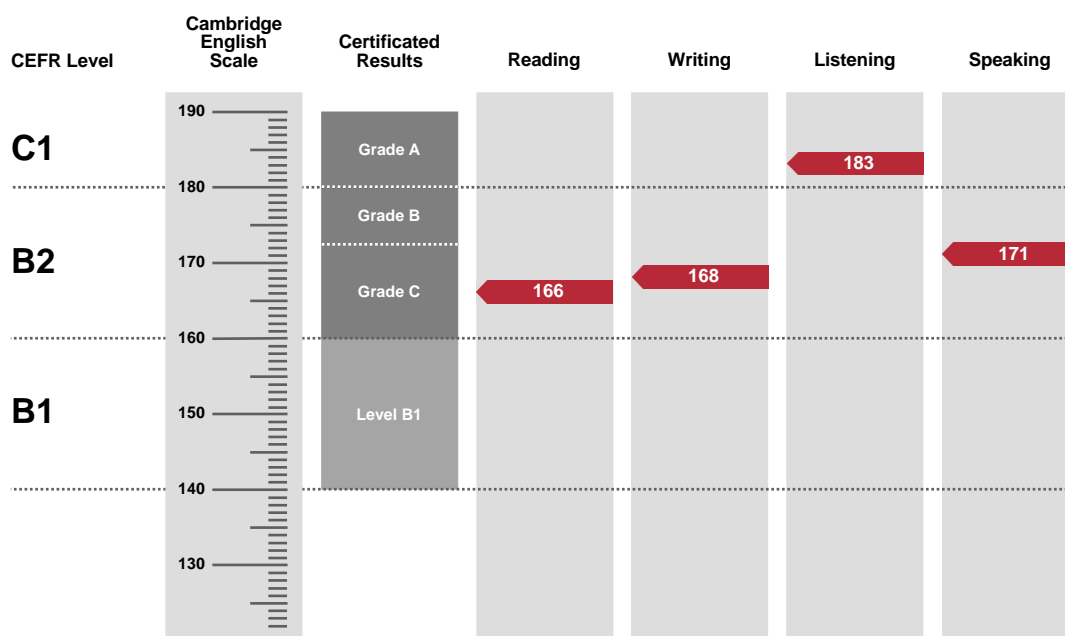 CEFR Level
Cambridge
English
Scale
Certificated
Results
Reading
Writing
Listening
Speaking
190
C1
Grade A
183
180
Grade B
B2
170
171
Grade C
166
168
160
B1
150
Level B1
140
130